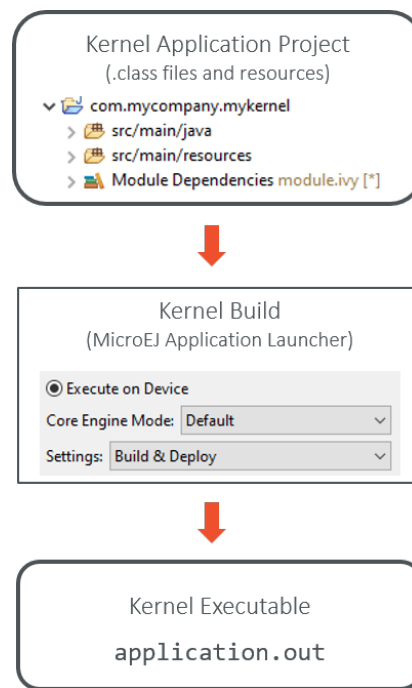 Kernel Application Project
(.class files and resources)
com.mycompany.mykernel
src/main/java
src/main/resources
Module Dependencies module.ivy [*]
Kernel Build
(MicroEJ Application Launcher)
Execute on Device
Core Engine Mode: Default
Settings: Build & Deploy
Kernel Executable
application.out